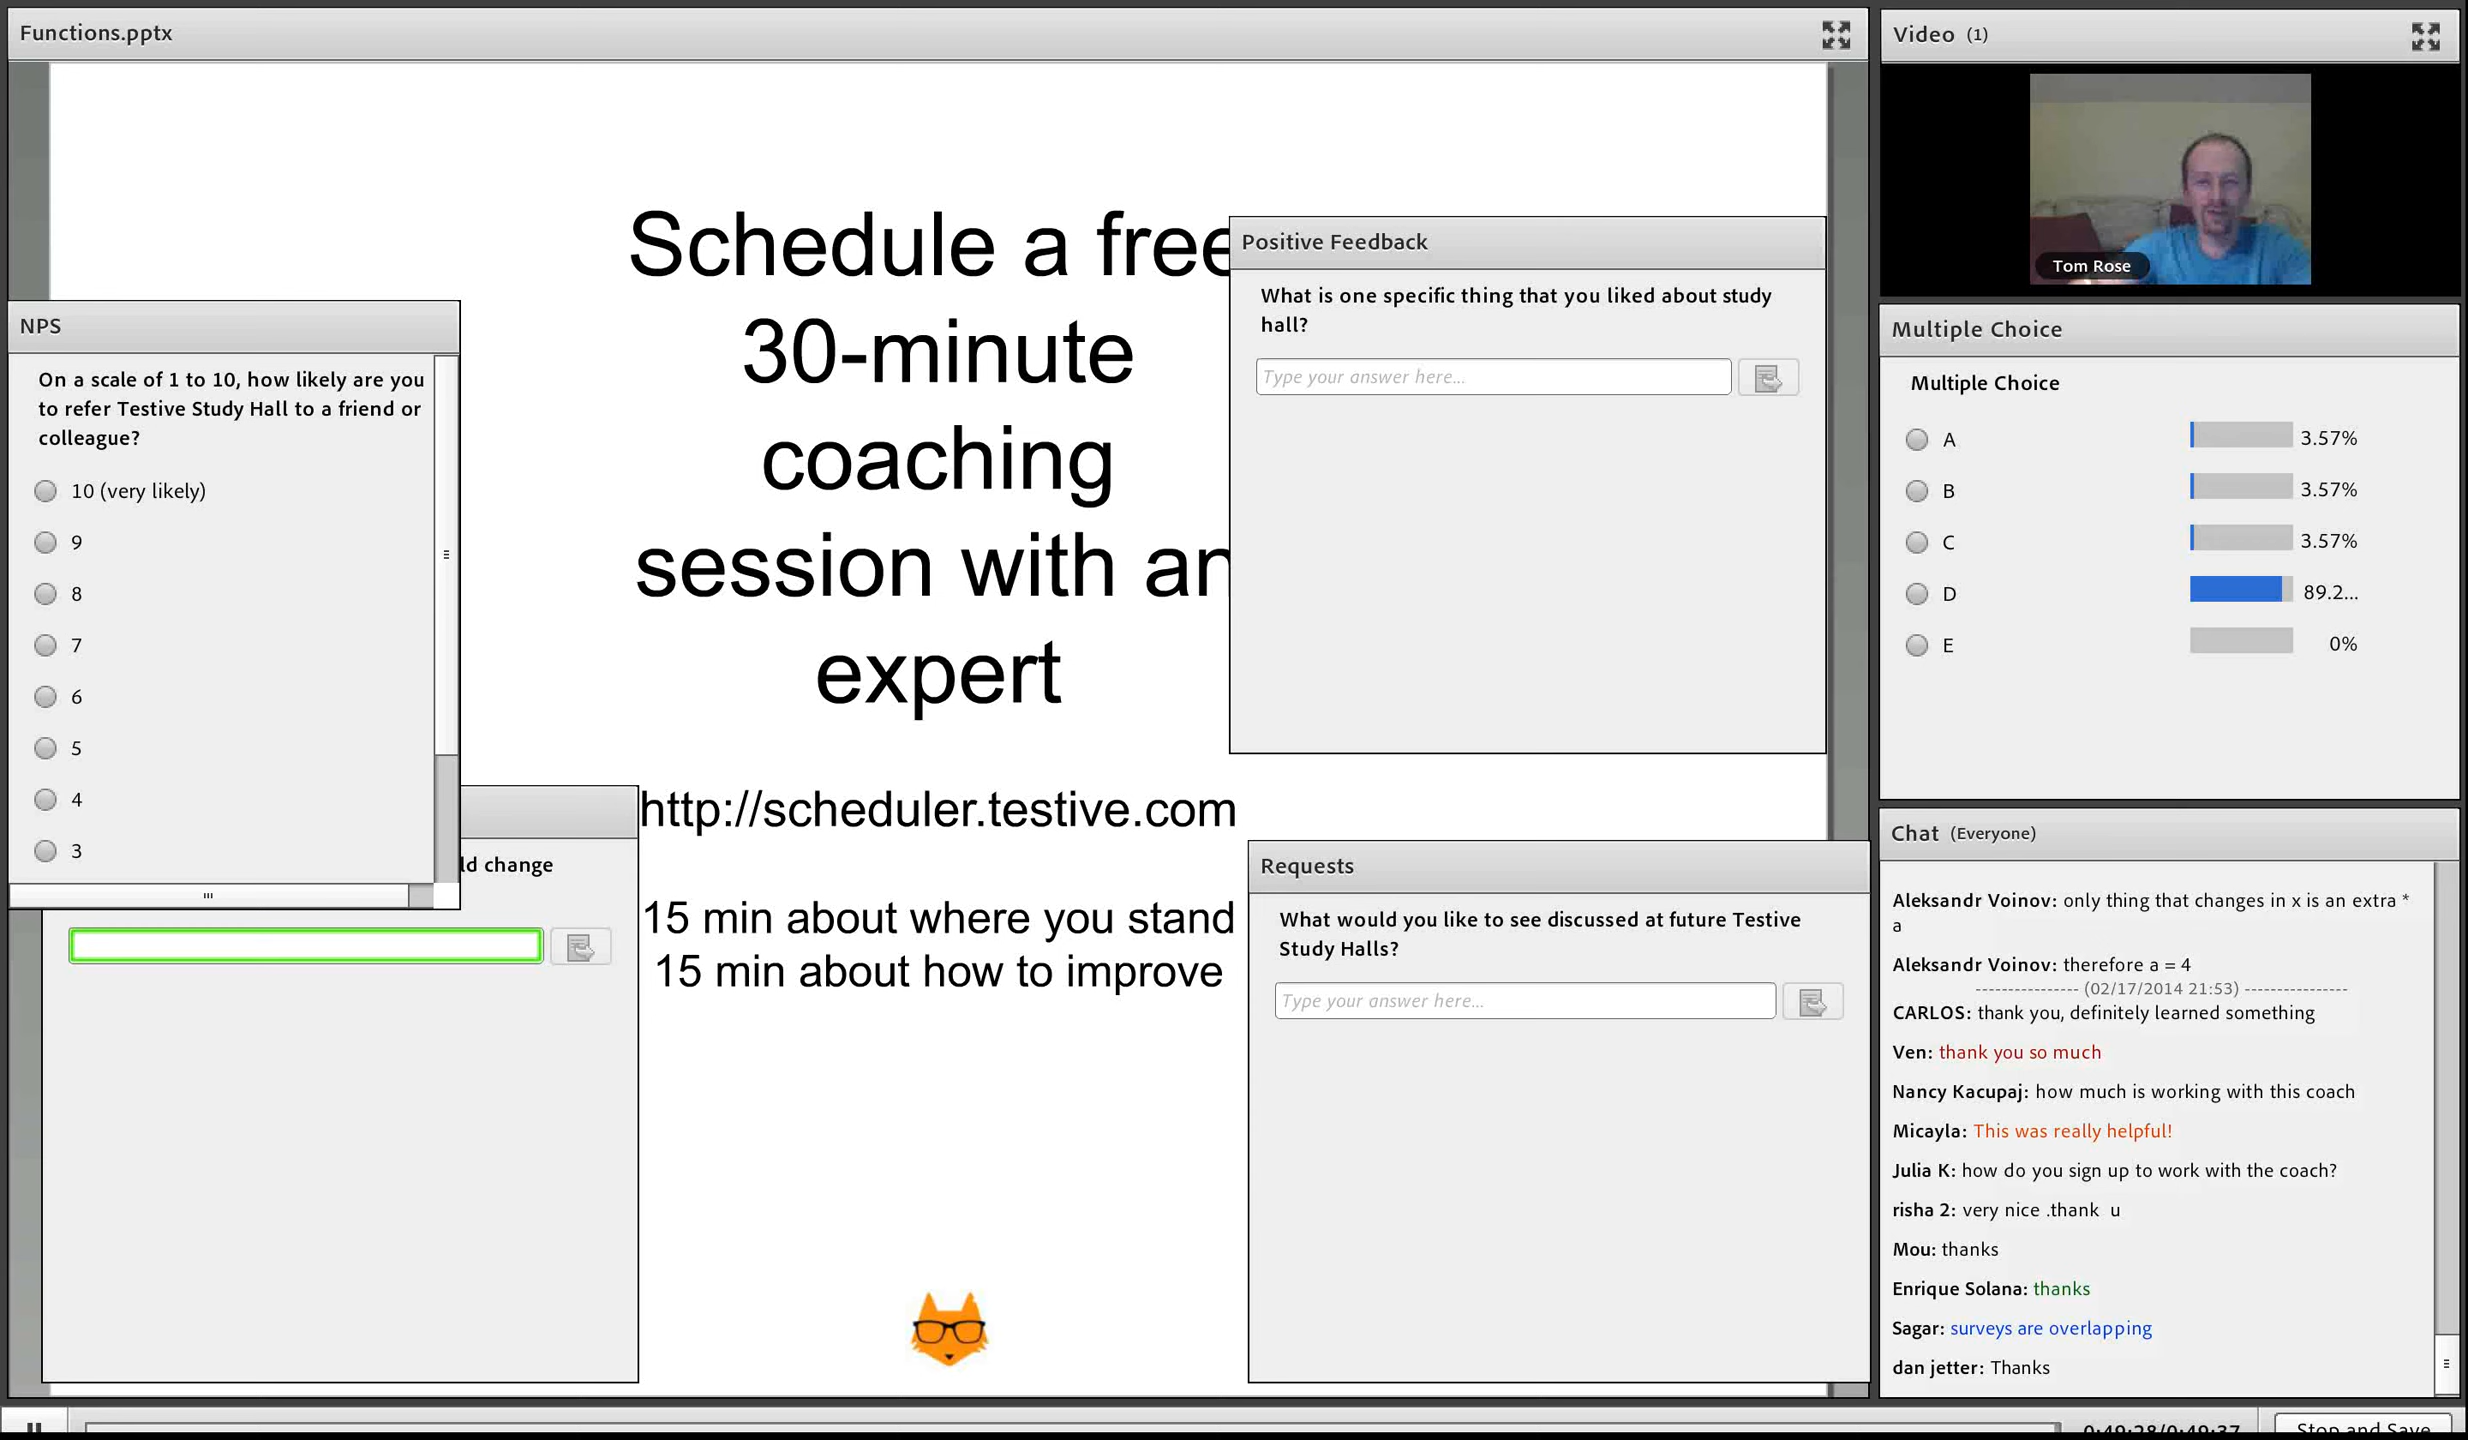 Functions.pptx
Schedule a free
30-minute
coaching
session with an
expert
http://scheduler.testive.com
15 min about where you stand
15 min about how to improve
NPS
On a scale of 1 to 10, how likely are you
to refer Testive Study Hall to a friend or
colleague?
10 (very likely)
9
8
7
6
5
4
3
change
Positive Feedback
What is one specific thing that you liked about study
hall?
Type your answer here...
Requests
What would you like to see discussed at future Testive
Study Halls?
Type your answer here...
Video (1)
Tom Rose
Multiple Choice
Multiple Choice
A 3.57%
B 3.57%
C 3.57%
D 89.2...
E 0%
Chat (Everyone)
Aleksandr Voinov: only thing that changes in x is an extra *
a
Aleksandr Voinov: therefore a = 4
---------------- (02/17/2014 21:53) ----------------
CARLOS: thank you, definitely learned something
Ven: thank you so much
Nancy Kacupaj: how much is working with this coach
Micayla: This was really helpful!
Julia K: how do you sign up to work with the coach?
risha 2: very nice .thank u
Mou: thanks
Enrique Solana: thanks
Sagar: surveys are overlapping
dan jetter: Thanks
0:49:28/0:49:37
Stop and Save